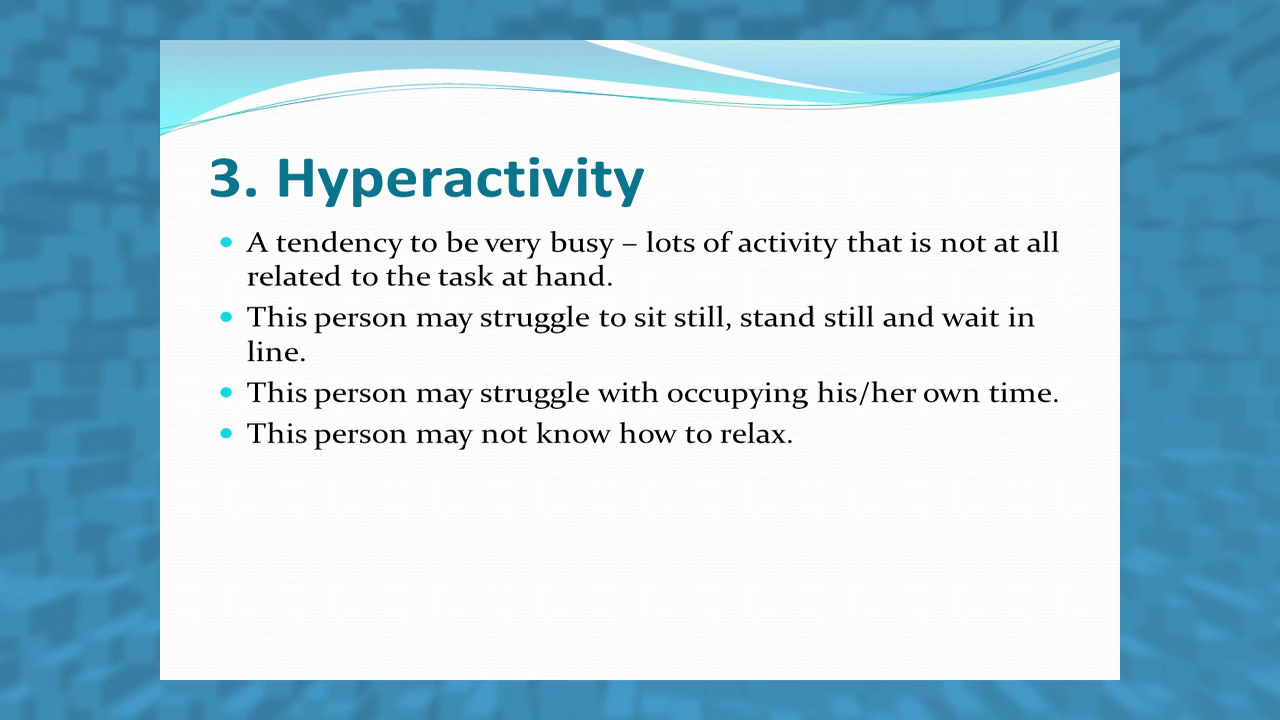 3. Hyperactivity
• A tendency to be very busy – lots of activity that is not at all
related to the task at hand.
• This person may struggle to sit still, stand still and wait in
line.
• This person may struggle with occupying his/her own time.
• This person may not know how to relax.